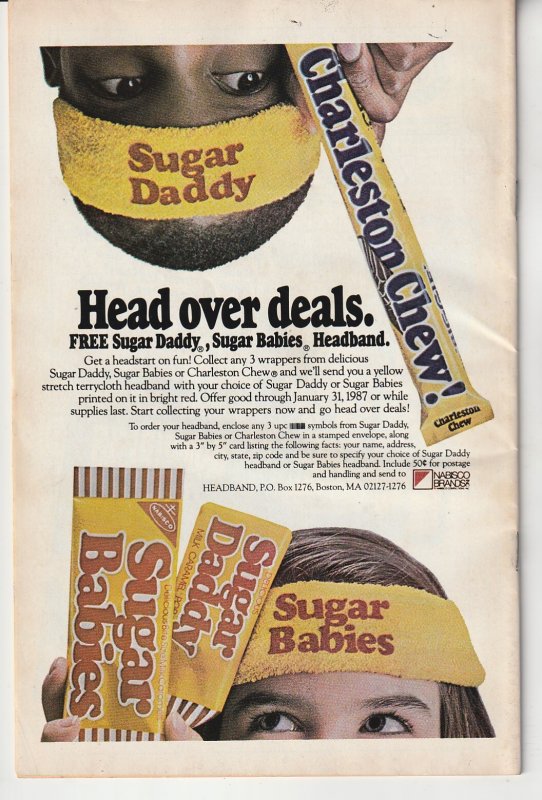 Sugar
Daddy
Charleston Chew!
Charleston
Chew
Head over deals.
FREE Sugar Daddy®, Sugar Babies® Headband.
Get a headstart on fun! Collect any 3 wrappers from delicious
Sugar Daddy, Sugar Babies or Charleston Chew® and we'll send you a yellow
stretch terrycloth headband with your choice of Sugar Daddy or Sugar Babies
printed on it in bright red. Offer good through January 31, 1987 or while
supplies last. Start collecting your wrappers now and go head over deals!
To order your headband, enclose any 3 upc symbols from Sugar Daddy,
Sugar Babies or Charleston Chew in a stamped envelope, along
with a 3" by 5" card listing the following facts: your name, address,
city, state, zip code and be sure to specify your choice of Sugar Daddy
headband or Sugar Babies headband. Include 50¢ for postage
and handling and send to
HEADBAND, P.O. Box 1276, Boston, MA 02127-1276
NABISCO
BRANDS
NABISCO
Sugar
Babies
Sugar
Daddy
MILK CARAMEL POP
Sugar
Babies